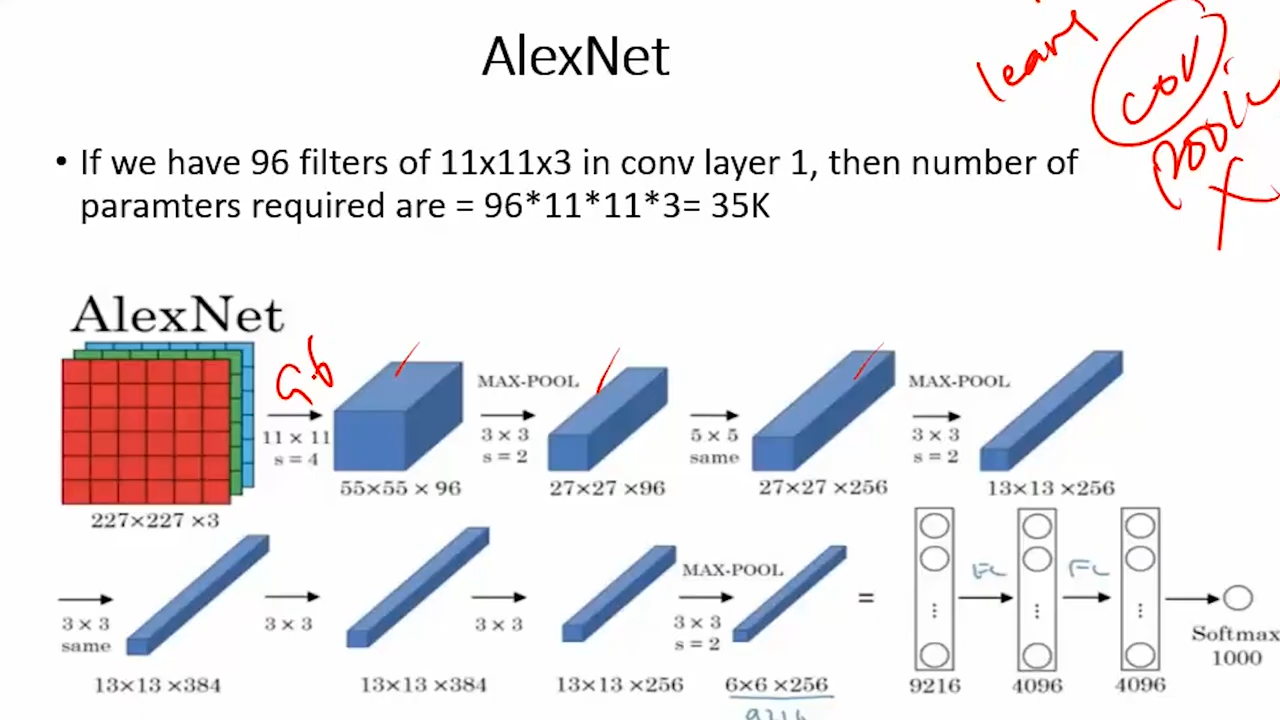 AlexNet
learn
cov
pooli
X
• If we have 96 filters of 11x11x3 in conv layer 1, then number of
paramters required are = 96*11*11*3= 35K
AlexNet
96
11 × 11
s = 4
MAX-POOL
3 × 3
s = 2
5 × 5
same
MAX-POOL
3 × 3
s = 2
227×227 ×3
55×55 × 96
27×27 ×96
27×27 ×256
13×13 ×256
3 × 3
same
3 × 3
3 × 3
MAX-POOL
3 × 3
s = 2
=
FC
FC
Softmax
1000
13×13 ×384
13×13 ×384
13×13 ×256
6×6 ×256
9216
4096
4096
9216